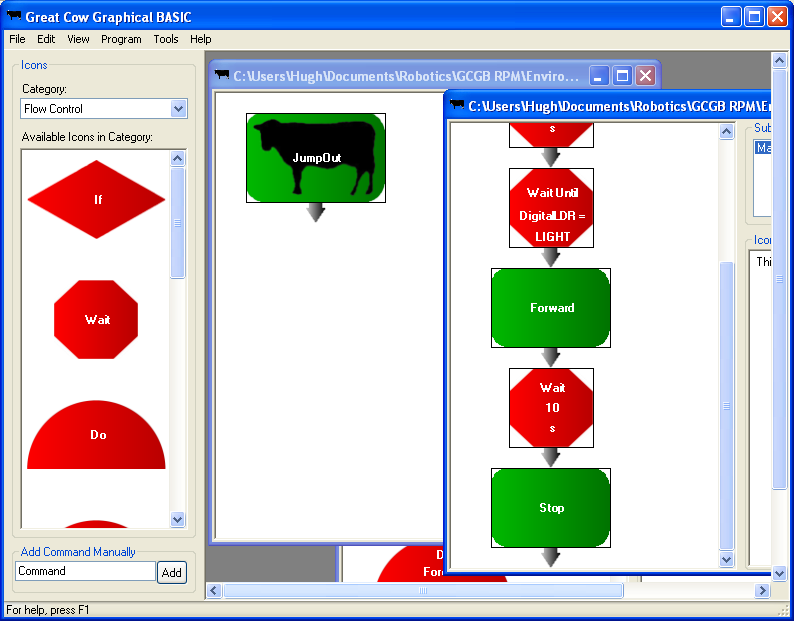 Great Cow Graphical BASIC
File Edit View Program Tools Help
Icons
Category:
Flow Control
Available Icons in Category:
If
Wait
Do
Add Command Manually
Command
Add
For help, press F1
C:\Users\Hugh\Documents\Robotics\GCGB RPM\Enviro...
JumpOut
C:\Users\Hugh\Documents\Robotics\GCGB RPM\En
s
Wait Until
DigitalLDR =
LIGHT
Forward
Wait
10
s
Stop
Sub
Ma
Icon
Thi
D
For